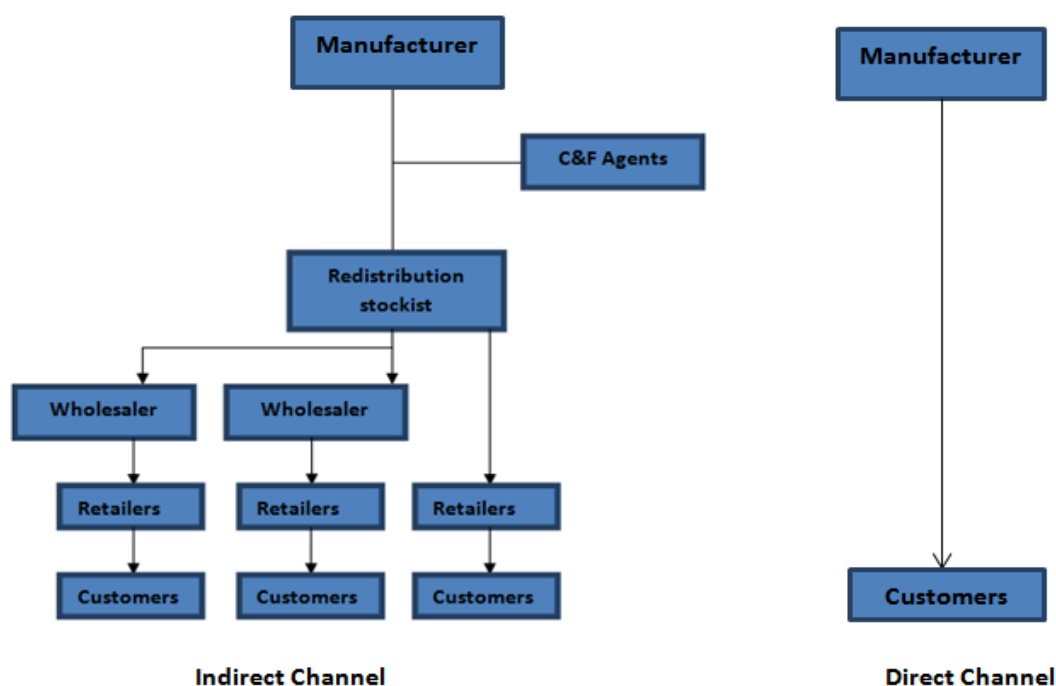 Manufacturer
Manufacturer
C&F Agents
Redistribution
stockist
Wholesaler
Wholesaler
Retailers
Retailers
Retailers
Customers
Customers
Customers
Customers
Indirect Channel
Direct Channel